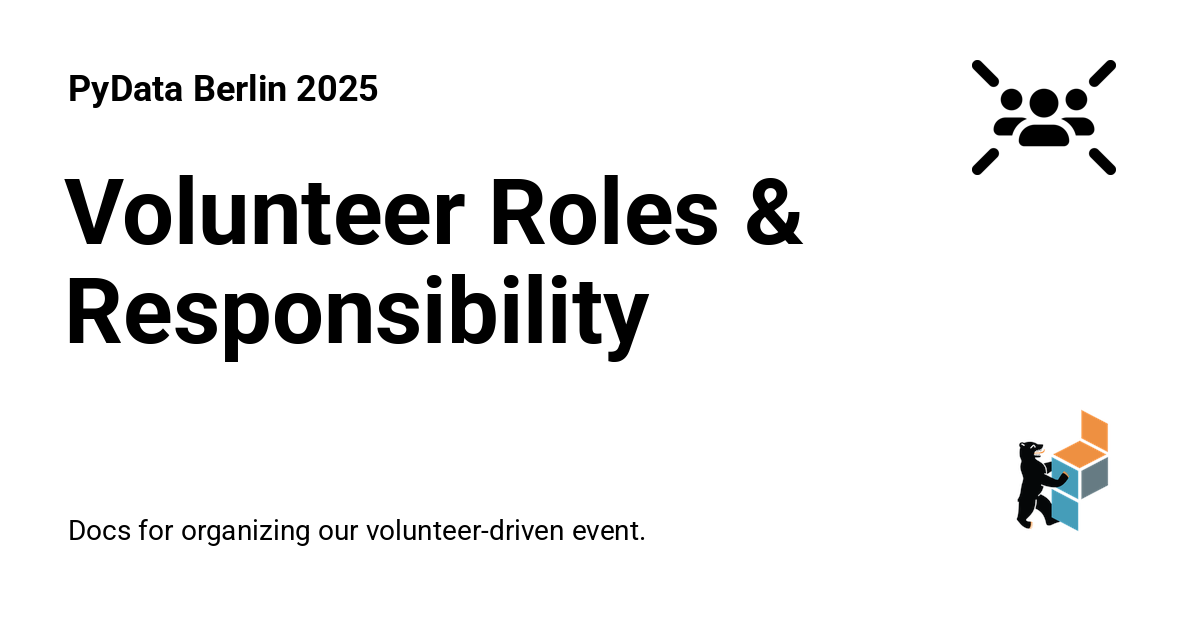 PyData Berlin 2025
Volunteer Roles &
Responsibility
Docs for organizing our volunteer-driven event.